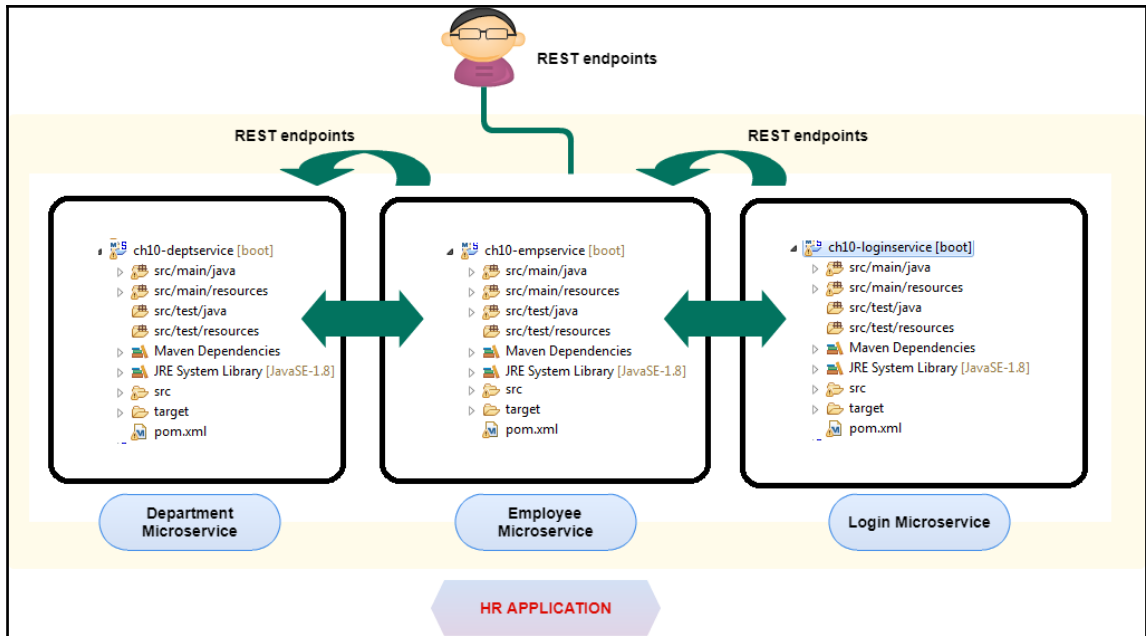 REST endpoints
REST endpoints
REST endpoints
ch10-deptservice [boot]
src/main/java
src/main/resources
src/test/java
src/test/resources
Maven Dependencies
JRE System Library [JavaSE-1.8]
src
target
pom.xml
ch10-empservice [boot]
src/main/java
src/main/resources
src/test/java
src/test/resources
Maven Dependencies
JRE System Library [JavaSE-1.8]
src
target
pom.xml
ch10-loginservice [boot]
src/main/java
src/main/resources
src/test/java
src/test/resources
Maven Dependencies
JRE System Library [JavaSE-1.8]
src
target
pom.xml
Department
Microservice
Employee
Microservice
Login Microservice
HR APPLICATION